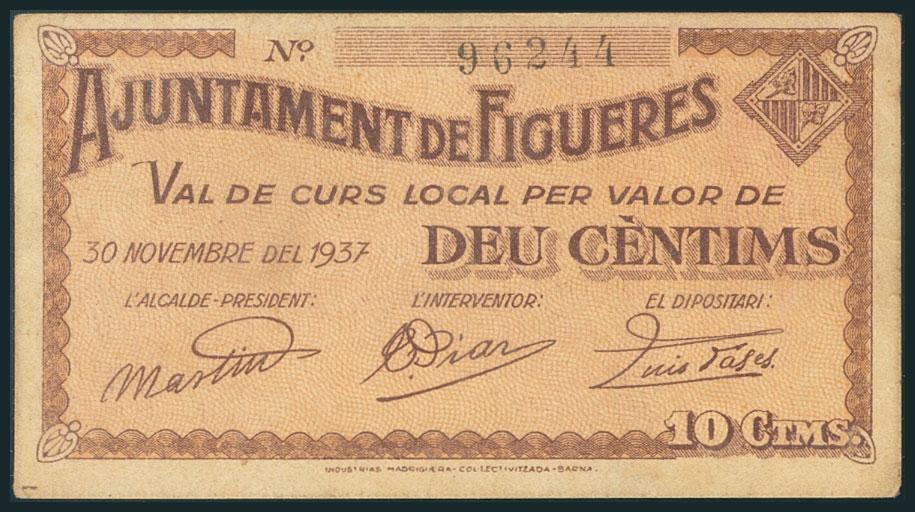 Nº 96244
AJUNTAMENT DE FIGUERES
VAL DE CURS LOCAL PER VALOR DE
30 NOVEMBRE DEL 1937 DEU CÈNTIMS
L'ALCALDE-PRESIDENT: L'INTERVENTOR: EL DIPOSITARI:
Martin
10 CTMS.
INDUSTRIAS MADRIGUERA - COL·LECTIVITZADA - BARNA.